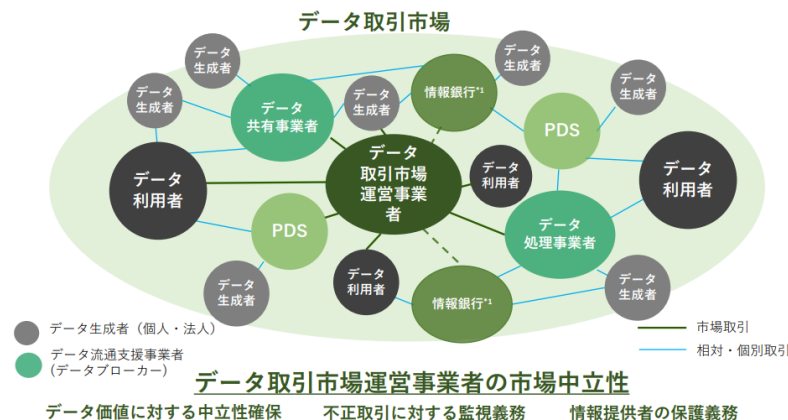 データ取引市場
データ
生成者
データ
生成者
データ
共有事業者
データ
生成者
情報銀行*1
データ
生成者
データ
生成者
PDS
データ
利用者
データ
取引市場
運営事業
者
データ
利用者
データ
利用者
PDS
データ
処理事業者
データ
生成者
データ
利用者
情報銀行*1
データ
生成者
データ生成者（個人・法人）
データ流通支援事業者
(データブローカー)
市場取引
相対・個別取引
データ取引市場運営事業者の市場中立性
データ価値に対する中立性確保
不正取引に対する監視義務
情報提供者の保護義務